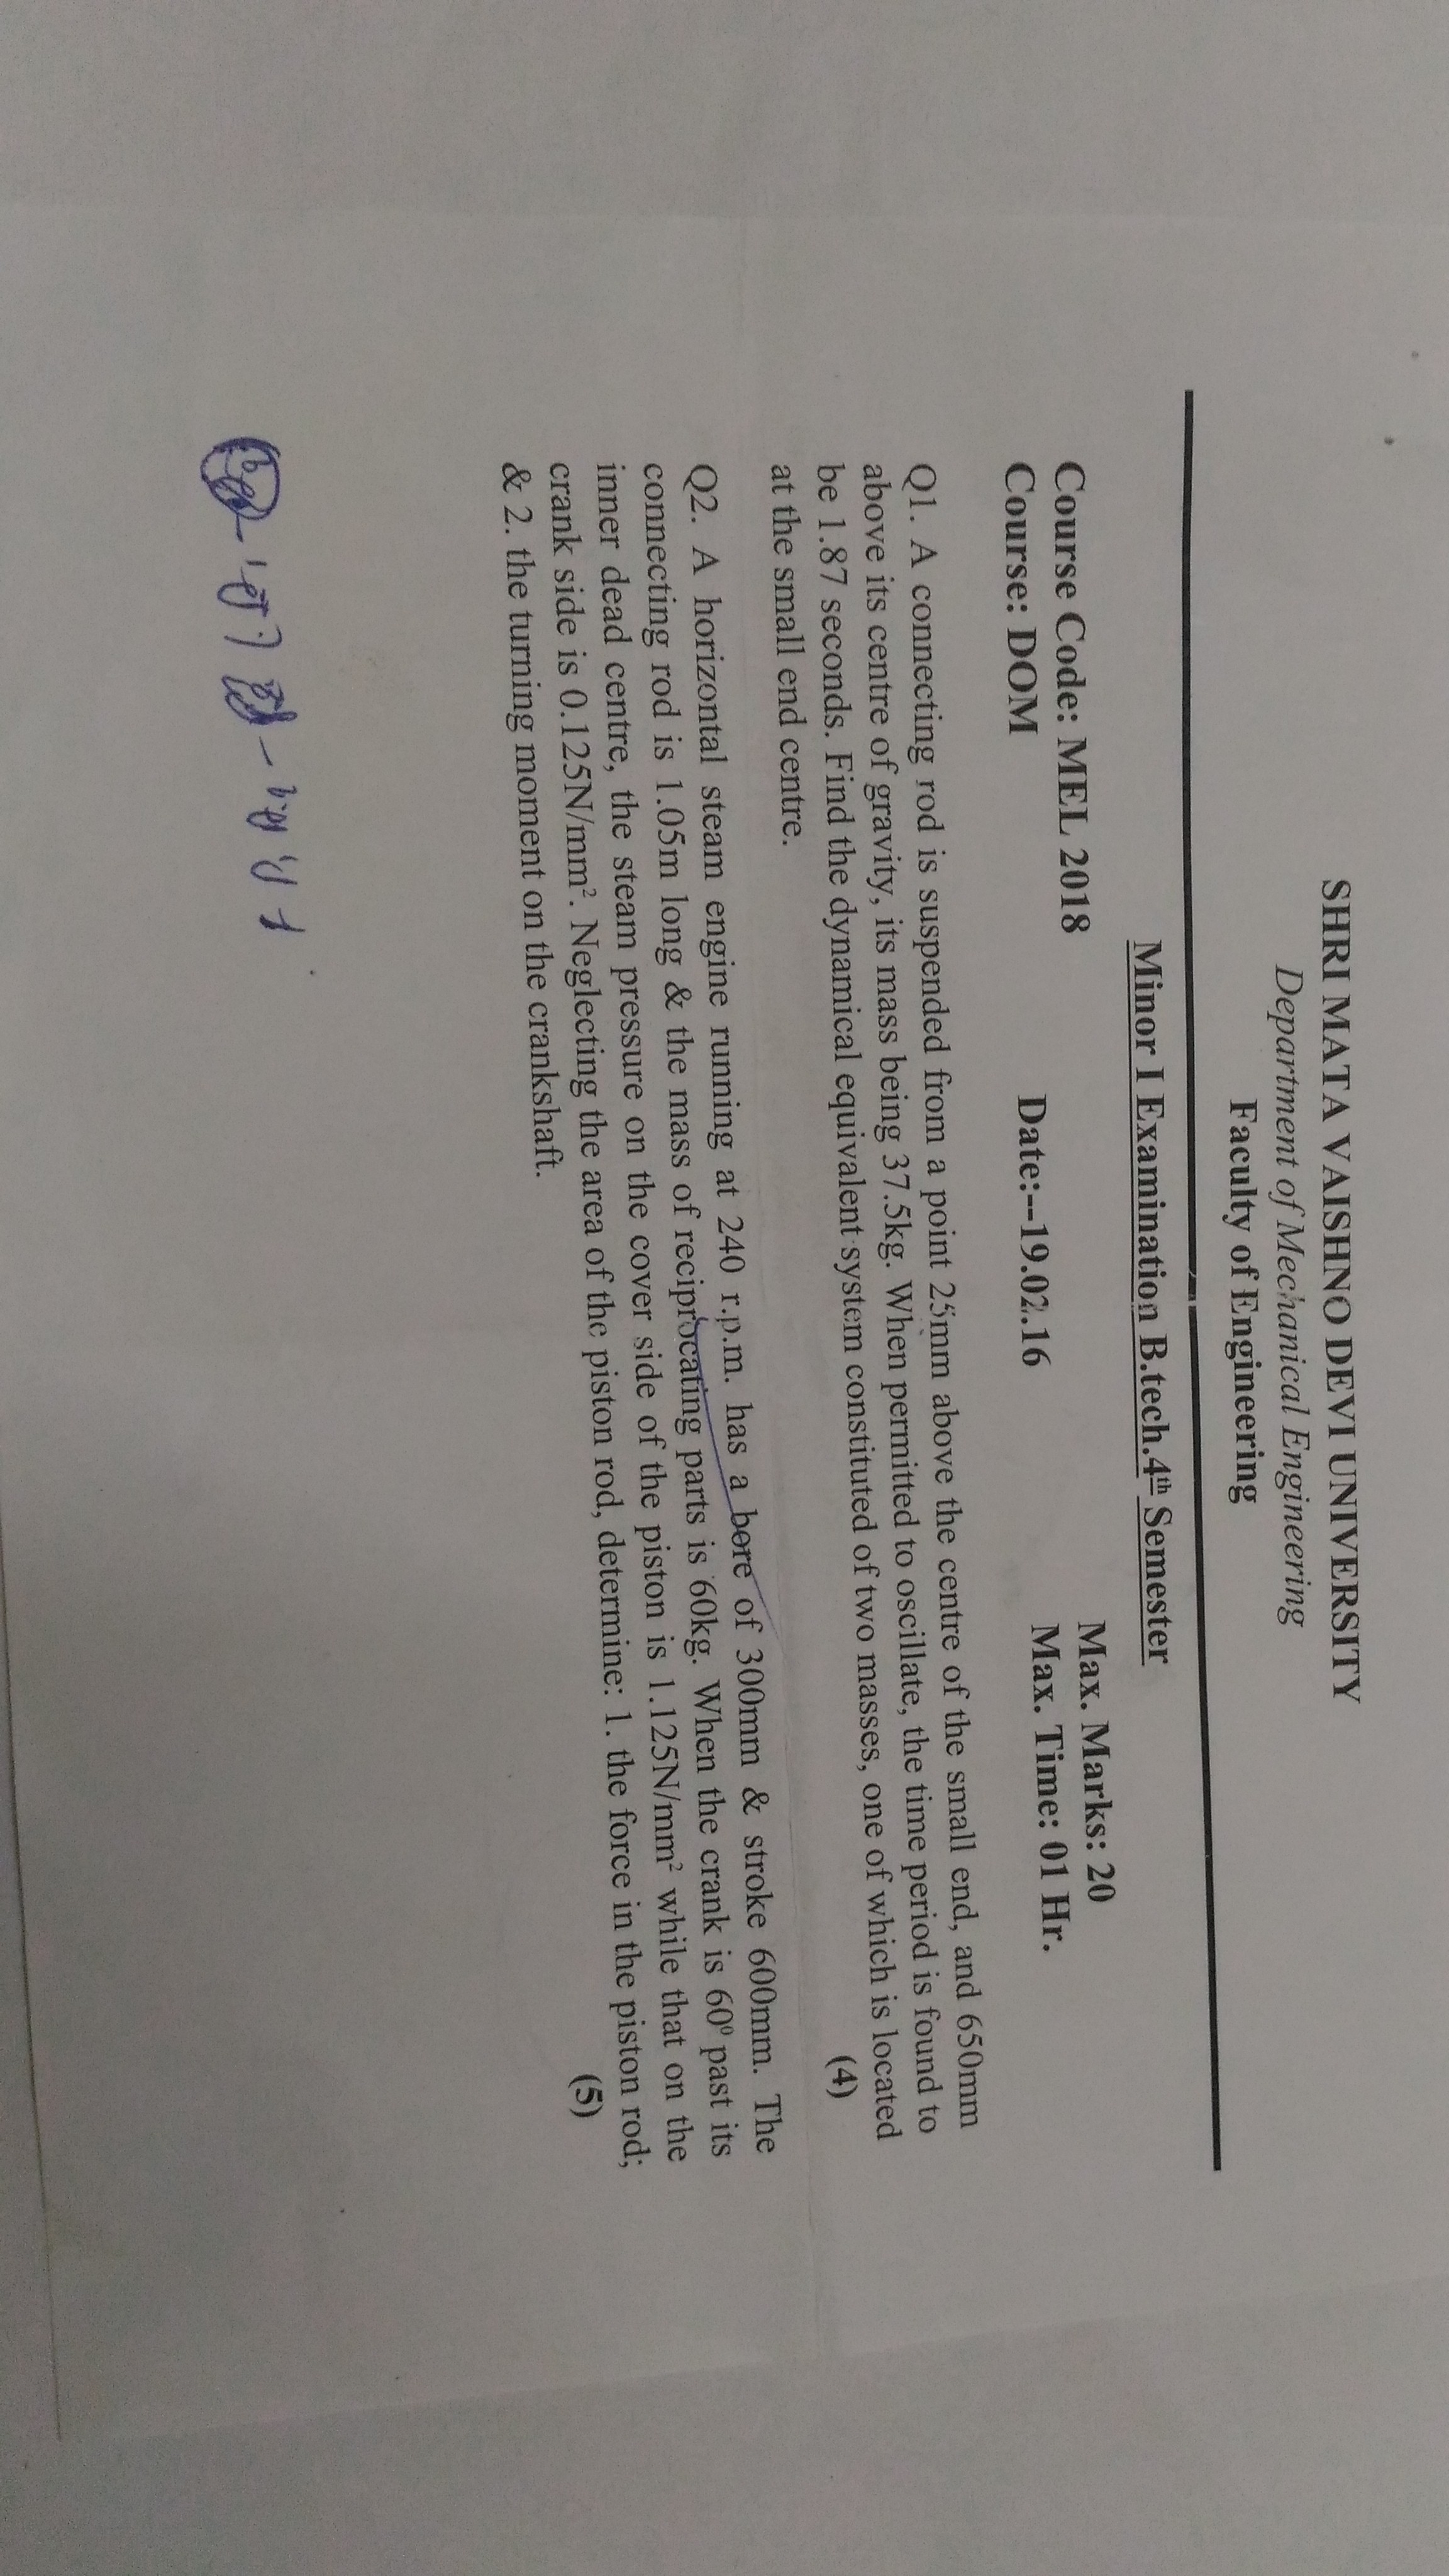 SHRI MATA VAISHNO DEVI UNIVERSITY
Department of Mechanical Engineering
Faculty of Engineering
Minor I Examination B.tech.4th Semester
Course Code: MEL 2018 Max. Marks: 20
Course: DOM Date:--19.02.16 Max. Time: 01 Hr.
Q1. A connecting rod is suspended from a point 25mm above the centre of the small end, and 650mm
above its centre of gravity, its mass being 37.5kg. When permitted to oscillate, the time period is found to
be 1.87 seconds. Find the dynamical equivalent system constituted of two masses, one of which is located
at the small end centre. (4)
Q2. A horizontal steam engine running at 240 r.p.m. has a bore of 300mm & stroke 600mm. The
connecting rod is 1.05m long & the mass of reciprocating parts is 60kg. When the crank is 60⁰ past its
inner dead centre, the steam pressure on the cover side of the piston is 1.125N/mm² while that on the
crank side is 0.125N/mm². Neglecting the area of the piston rod, determine: 1. the force in the piston rod;
& 2. the turning moment on the crankshaft. (5)